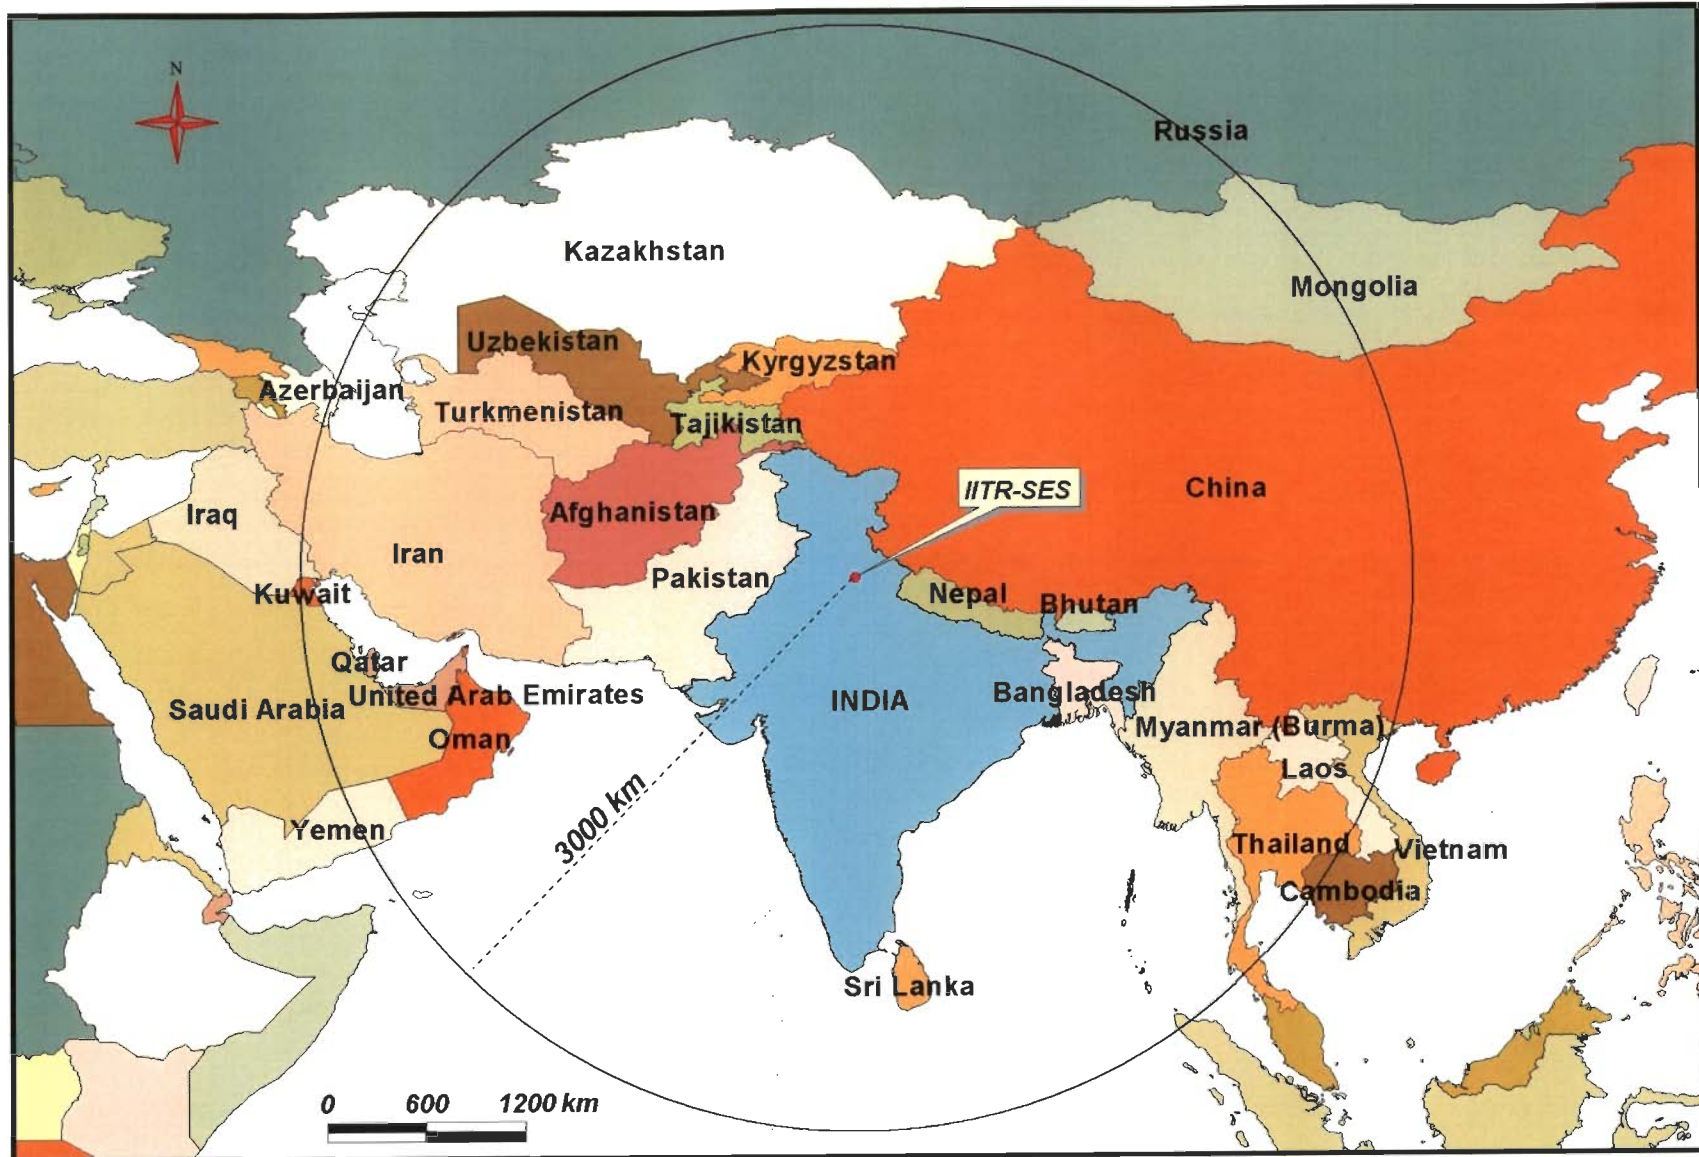 N
Russia
Kazakhstan
Mongolia
Uzbekistan
Kyrgyzstan
Azerbaijan
Turkmenistan
Tajikistan
IITR-SES
China
Iraq
Afghanistan
Iran
Pakistan
Kuwait
Nepal
Bhutan
Qatar
United Arab Emirates
Bangladesh
Saudi Arabia
INDIA
Myanmar (Burma)
Oman
Laos
3000 km
Yemen
Thailand
Vietnam
Cambodia
Sri Lanka
0 600 1200 km